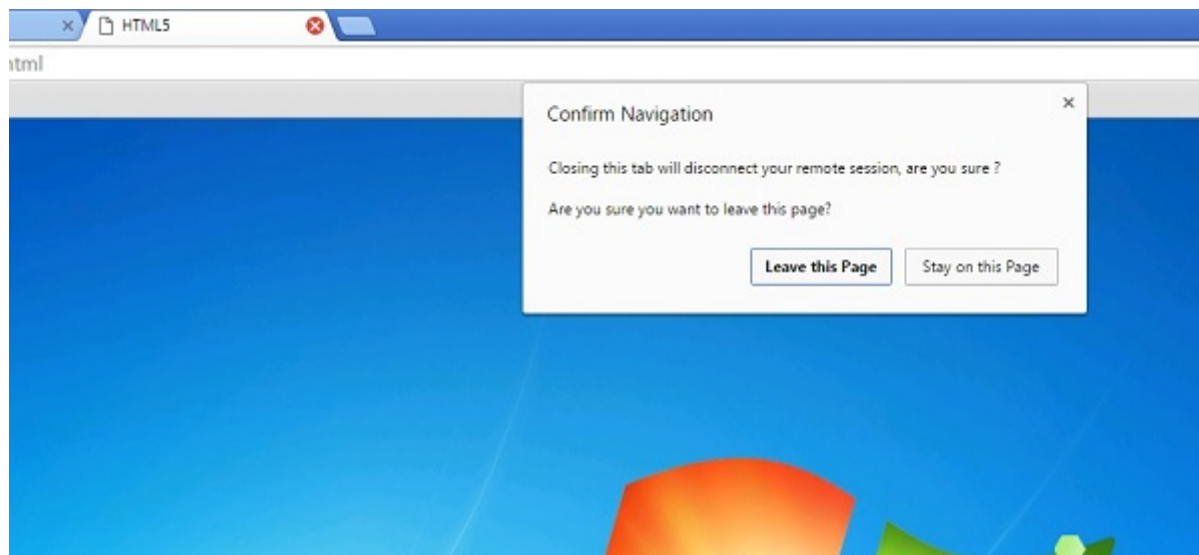 HTML5
html
Confirm Navigation
Closing this tab will disconnect your remote session, are you sure ?
Are you sure you want to leave this page?
Leave this Page
Stay on this Page